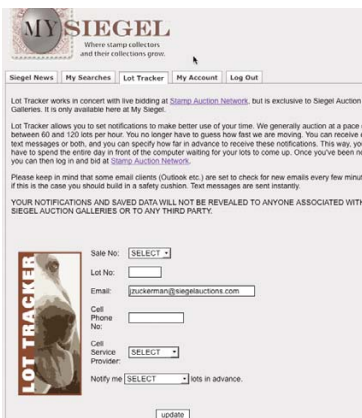 MY SIEGEL
Where stamp collectors
and their collections grow.
Siegel News My Searches Lot Tracker My Account Log Out
Lot Tracker works in concert with live bidding at Stamp Auction Network, but is exclusive to Siegel Auction
Galleries. It is only available here at My Siegel.
Lot Tracker allows you to set notifications to make better use of your time. We generally auction at a pace
between 60 and 120 lots per hour. You no longer have to guess how fast we are moving. You can receive
text messages or both, and you can specify how far in advance to receive these notifications. This way,
have to spend the entire day in front of the computer waiting for your lots to come up. Once you've been
you can then log in and bid at Stamp Auction Network.
Please keep in mind that some email clients (Outlook etc.) are set to check for new emails every few
if this is the case you should build in a safety cushion. Text messages are sent instantly.
YOUR NOTIFICATIONS AND SAVED DATA WILL NOT BE REVEALED TO ANYONE ASSOCIATED
SIEGEL AUCTION GALLERIES OR TO ANY THIRD PARTY.
LOT TRACKER
Sale No: SELECT
Lot No:
Email: jzuckerman@siegelauctions.com
Cell
Phone
No:
Cell
Service
Provider: SELECT
Notify me SELECT lots in advance.
update